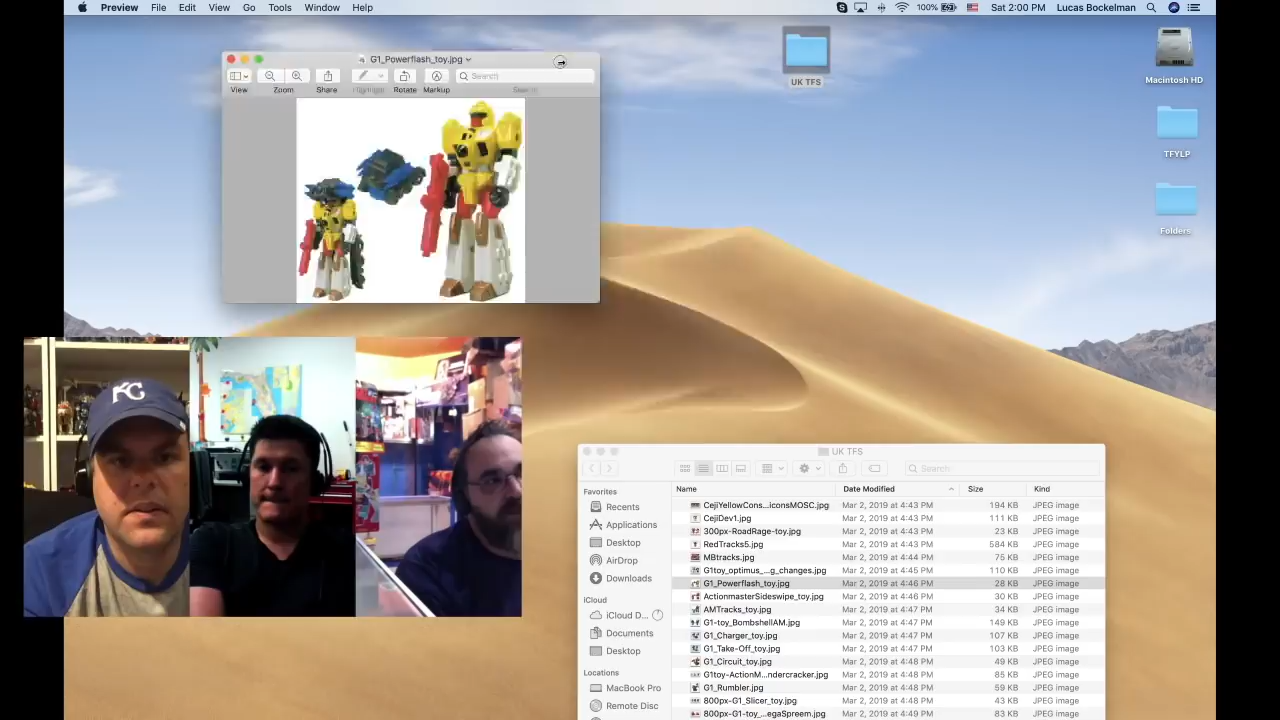 Preview File Edit View Go Tools Window Help 100% Sat 2:00 PM Lucas Bockelman
G1_Powerflash_toy.jpg
Search
View Zoom Share Highlight Rotate Markup Search
UK TFS
Macintosh HD
TFYLP
Folders
KC
UK TFS
Search
Favorites
Recents
Applications
Desktop
AirDrop
Downloads
iCloud
iCloud D...
Documents
Desktop
Locations
MacBook Pro
Remote Disc
Name Date Modified Size Kind
CejiYellowCons...iconsMOSC.jpg Mar 2, 2019 at 4:43 PM 194 KB JPEG image
CejiDev1.jpg Mar 2, 2019 at 4:43 PM 111 KB JPEG image
300px-RoadRage-toy.jpg Mar 2, 2019 at 4:43 PM 23 KB JPEG image
RedTracks5.jpg Mar 2, 2019 at 4:43 PM 584 KB JPEG image
MBtracks.jpg Mar 2, 2019 at 4:44 PM 75 KB JPEG image
G1toy_optimus_...g_changes.jpg Mar 2, 2019 at 4:45 PM 110 KB JPEG image
G1_Powerflash_toy.jpg Mar 2, 2019 at 4:46 PM 28 KB JPEG image
ActionmasterSideswipe_toy.jpg Mar 2, 2019 at 4:46 PM 30 KB JPEG image
AMTracks_toy.jpg Mar 2, 2019 at 4:47 PM 34 KB JPEG image
G1-toy_BombshellAM.jpg Mar 2, 2019 at 4:47 PM 149 KB JPEG image
G1_Charger_toy.jpg Mar 2, 2019 at 4:47 PM 107 KB JPEG image
G1_Take-Off_toy.jpg Mar 2, 2019 at 4:47 PM 103 KB JPEG image
G1_Circuit_toy.jpg Mar 2, 2019 at 4:48 PM 49 KB JPEG image
G1toy-ActionM...ndercracker.jpg Mar 2, 2019 at 4:48 PM 85 KB JPEG image
G1_Rumbler.jpg Mar 2, 2019 at 4:48 PM 59 KB JPEG image
800px-G1_Slicer_toy.jpg Mar 2, 2019 at 4:48 PM 43 KB JPEG image
800px-G1-toy_...egaSpreem.jpg Mar 2, 2019 at 4:49 PM 83 KB JPEG image